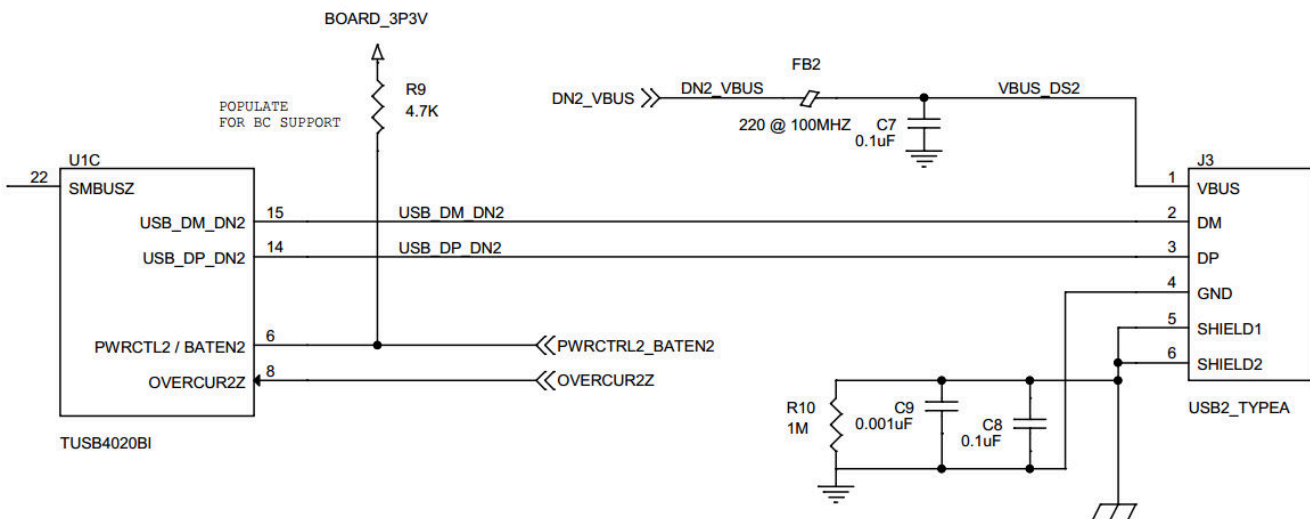 BOARD_3P3V
R9
4.7K
POPULATE
FOR BC SUPPORT
FB2
DN2_VBUS
DN2_VBUS
VBUS_DS2
220 @ 100MHZ
C7
0.1uF
U1C
22
SMBUSZ
USB_DM_DN2
15
USB_DM_DN2
USB_DP_DN2
14
USB_DP_DN2
PWRCTL2 / BATEN2
6
PWRCTRL2_BATEN2
OVERCUR2Z
8
OVERCUR2Z
TUSB4020BI
J3
1
VBUS
2
DM
3
DP
4
GND
5
SHIELD1
6
SHIELD2
USB2_TYPEA
R10
1M
C9
0.001uF
C8
0.1uF